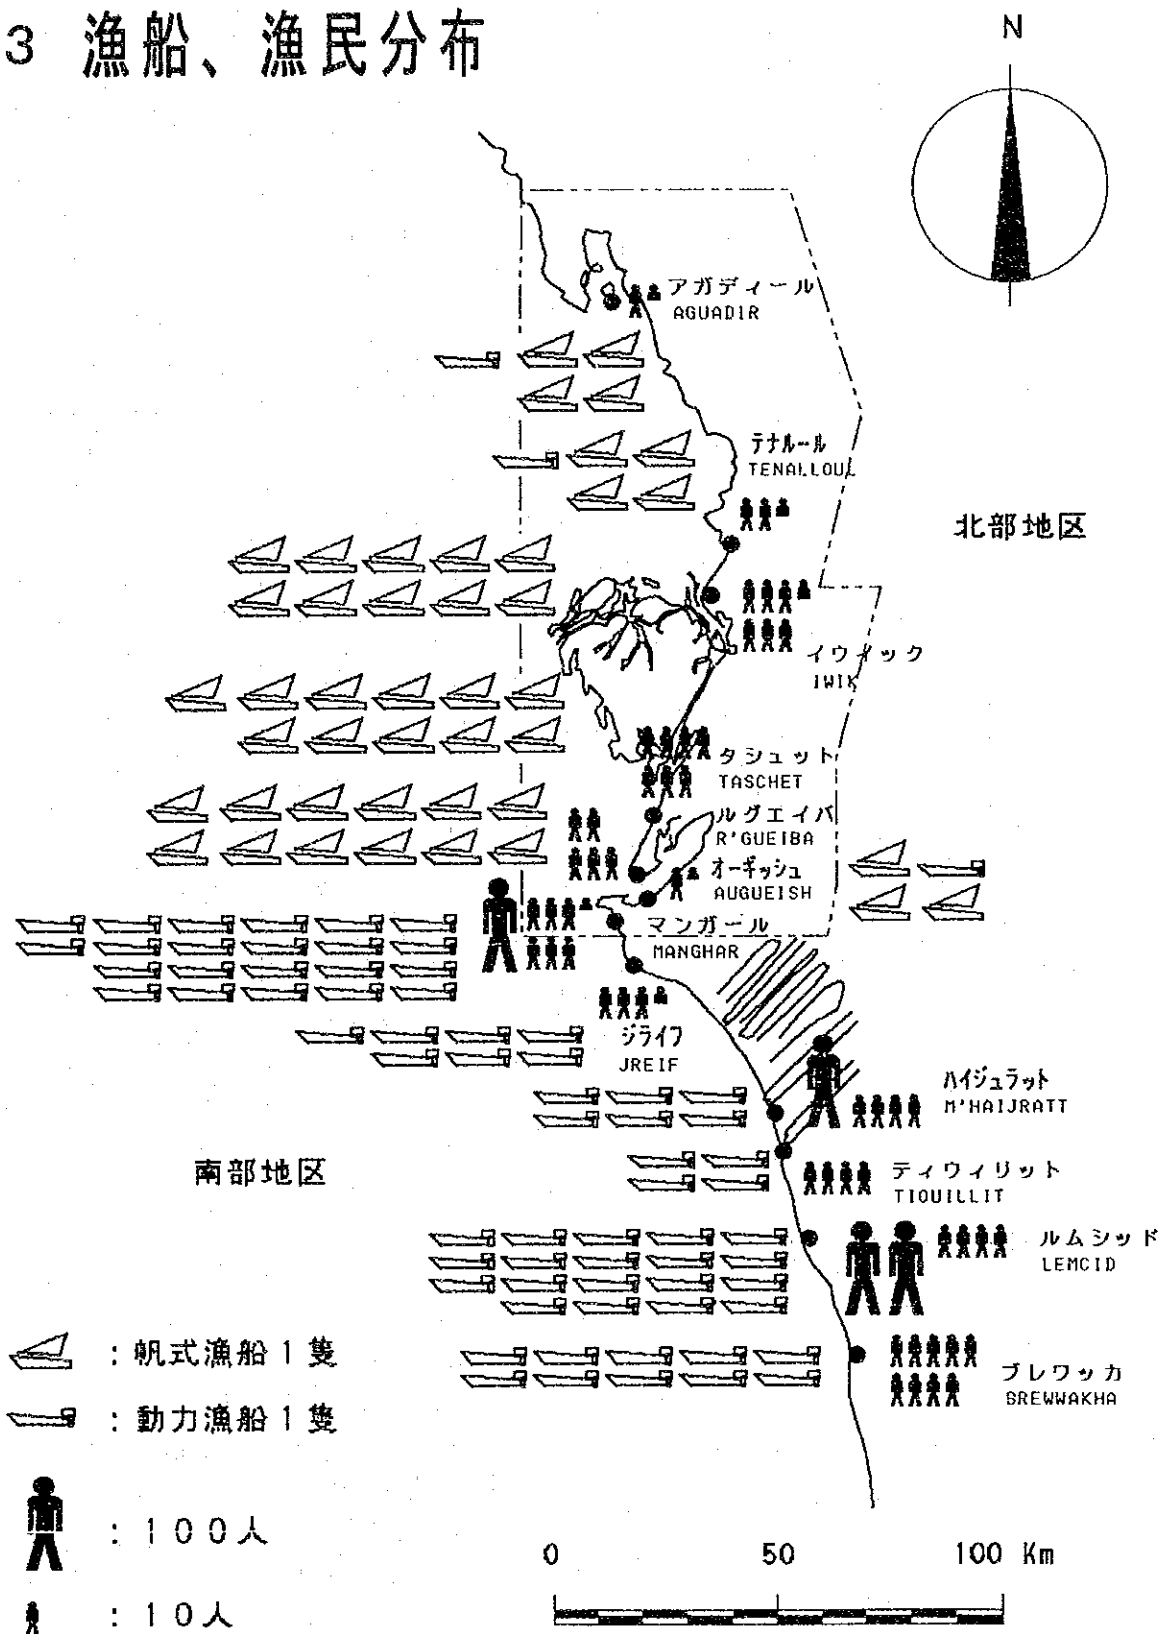 3 漁船、漁民分布
N
アガディール
AGUADIR
テナルール
TENALLOUL
北部地区
イウィック
IWIK
タシュット
TASCHET
ルグエイバ
R'GUEIBA
オーギッシュ
AUGUEISH
マンガール
MANGHAR
ジライフ
JREIF
ハイジュラット
M'HAIJRATT
南部地区
ティウィリット
TIOUILLIT
ルムシッド
LEMCID
ブレワッカ
BREWWAKHA
:帆式漁船1隻
:動力漁船1隻
:100人
:10人
0 50 100 Km